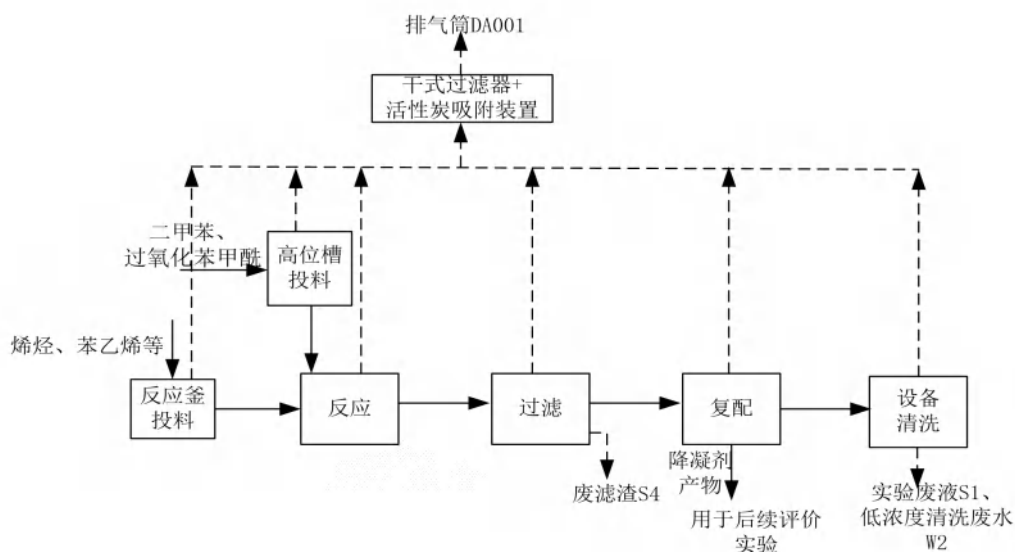 排气筒DA001
干式过滤器+
活性炭吸附装置
二甲苯、
过氧化苯甲酰
高位槽
投料
烯烃、苯乙烯等
反应釜
投料
反应
过滤
复配
设备
清洗
废滤渣S4
降凝剂
产物
用于后续评价
实验
实验废液S1、
低浓度清洗废水
W2